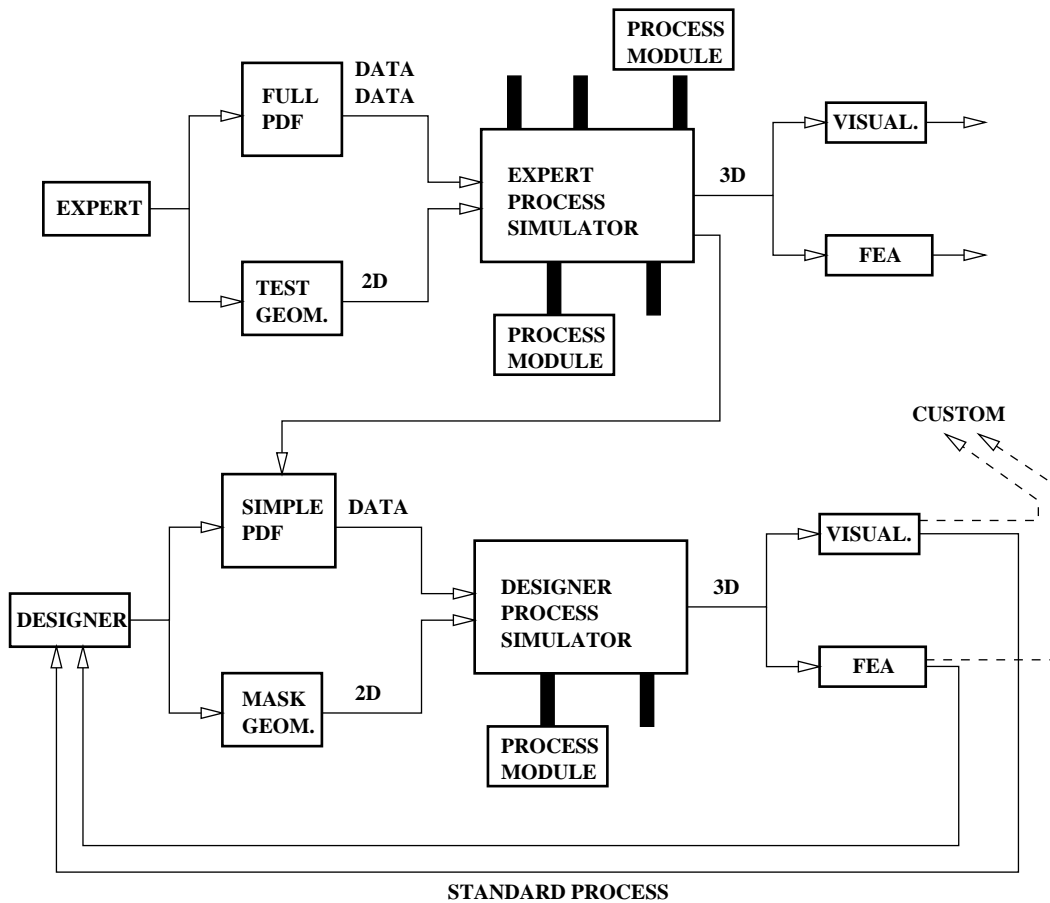 PROCESS
MODULE
DATA
DATA
FULL
PDF
VISUAL.
EXPERT
EXPERT
PROCESS
SIMULATOR
3D
FEA
2D
TEST
GEOM.
PROCESS
MODULE
CUSTOM
SIMPLE
PDF
DATA
VISUAL.
DESIGNER
DESIGNER
PROCESS
SIMULATOR
3D
FEA
MASK
GEOM.
2D
PROCESS
MODULE
STANDARD PROCESS